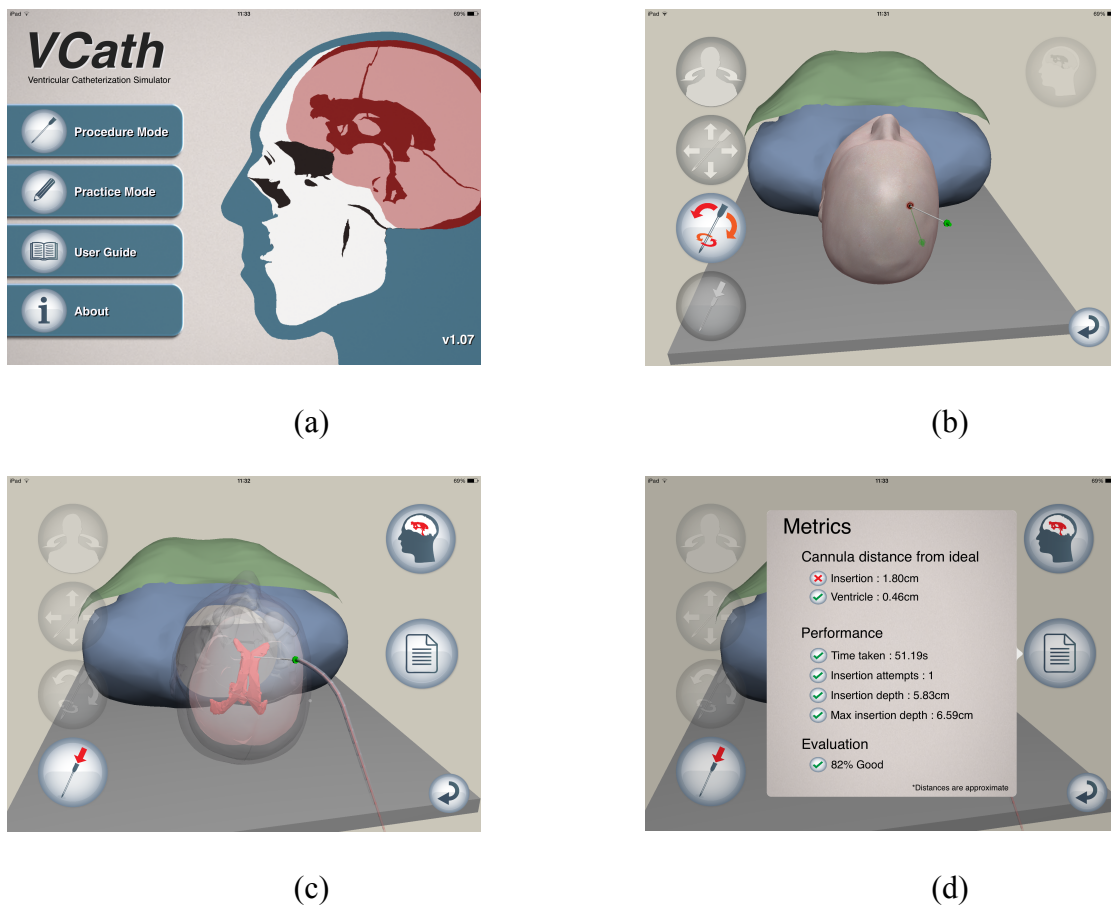 iPad
11:33
69%
VCath
Ventricular Catheterization Simulator
Procedure Mode
Practice Mode
User Guide
About
v1.07
(a)
iPad
11:31
69%
(b)
iPad
11:32
69%
(c)
iPad
11:33
69%
Metrics
Cannula distance from ideal
Insertion : 1.80cm
Ventricle : 0.46cm
Performance
Time taken : 51.19s
Insertion attempts : 1
Insertion depth : 5.83cm
Max insertion depth : 6.59cm
Evaluation
82% Good
*Distances are approximate
(d)